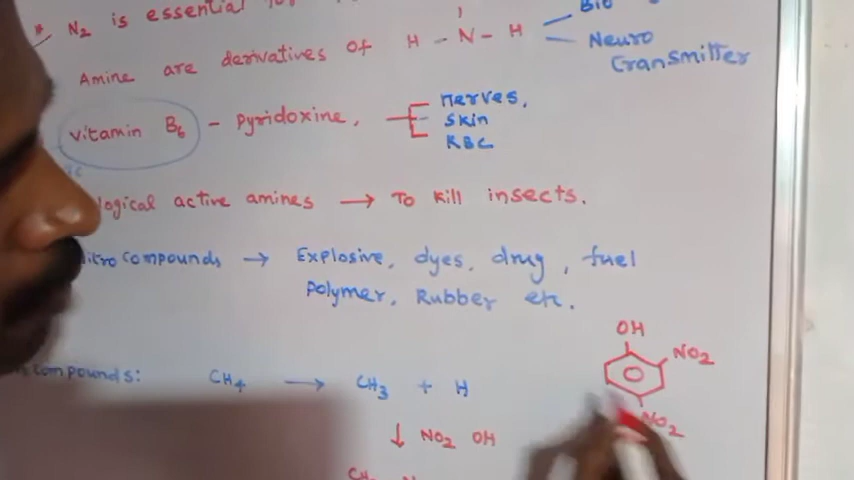 * N₂ is essential for
Bio
Amine are derivatives of H - N - H
Neuro
Transmitter
vitamin B₆ - pyridoxine,
nerves,
skin
RBC
logical active amines → To kill insects.
itro compounds → Explosive, dyes, drug, fuel
polymer, Rubber etc.
OH
NO₂
compounds: CH₄ → CH₃ + H
NO₂
↓ NO₂ OH